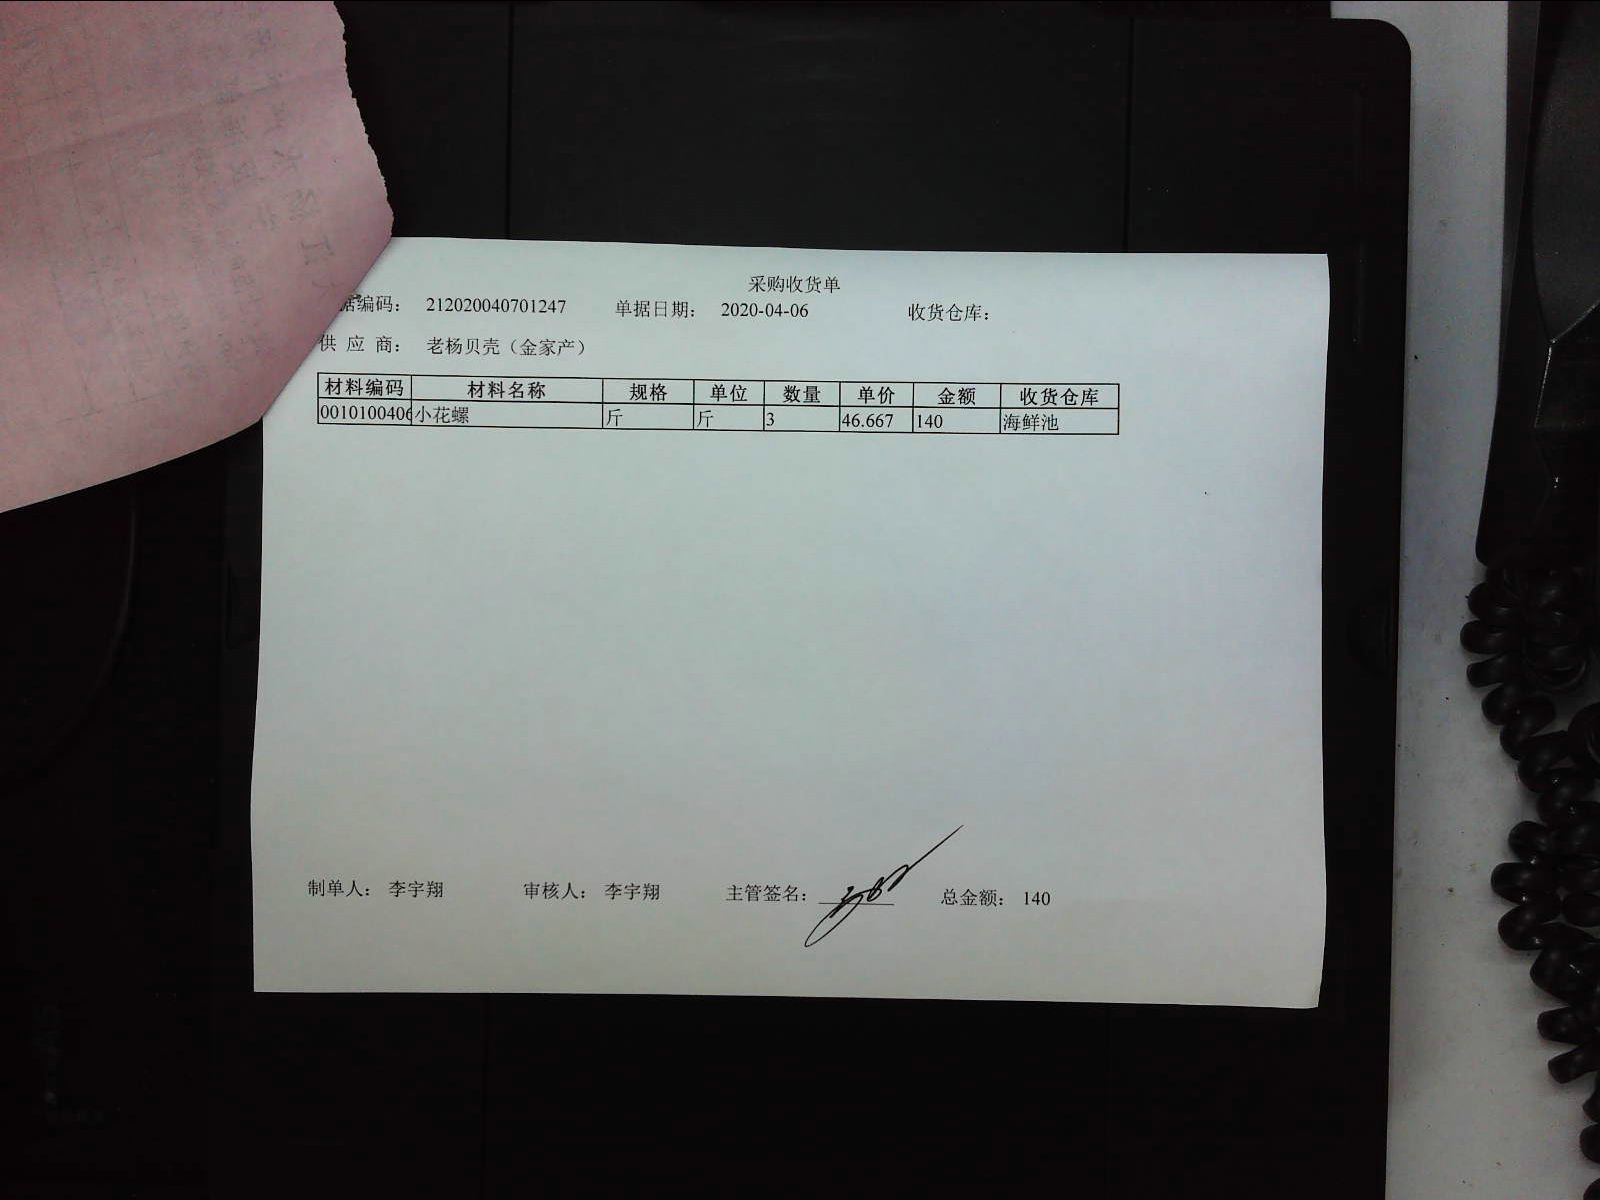 采购收货单
据编码： 212020040701247 单据日期： 2020-04-06 收货仓库：
供 应 商： 老杨贝壳（金家产）
材料编码 材料名称 规格 单位 数量 单价 金额 收货仓库
0010100406 小花螺 斤 斤 3 46.667 140 海鲜池
制单人： 李宇翔 审核人： 李宇翔 主管签名： 总金额： 140